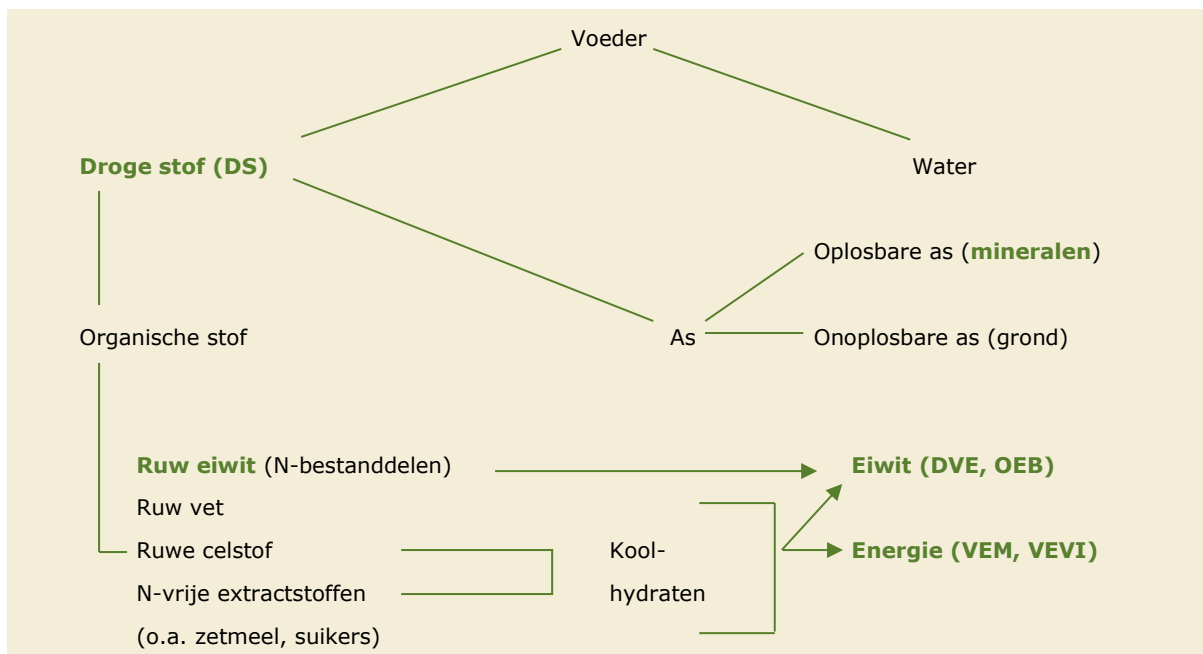 Voeder
Droge stof (DS)
Water
Oplosbare as (mineralen)
Organische stof
As
Onoplosbare as (grond)
Ruw eiwit (N-bestanddelen)
Eiwit (DVE, OEB)
Ruw vet
Ruwe celstof
Kool-
Energie (VEM, VEVI)
N-vrije extractstoffen
hydraten
(o.a. zetmeel, suikers)